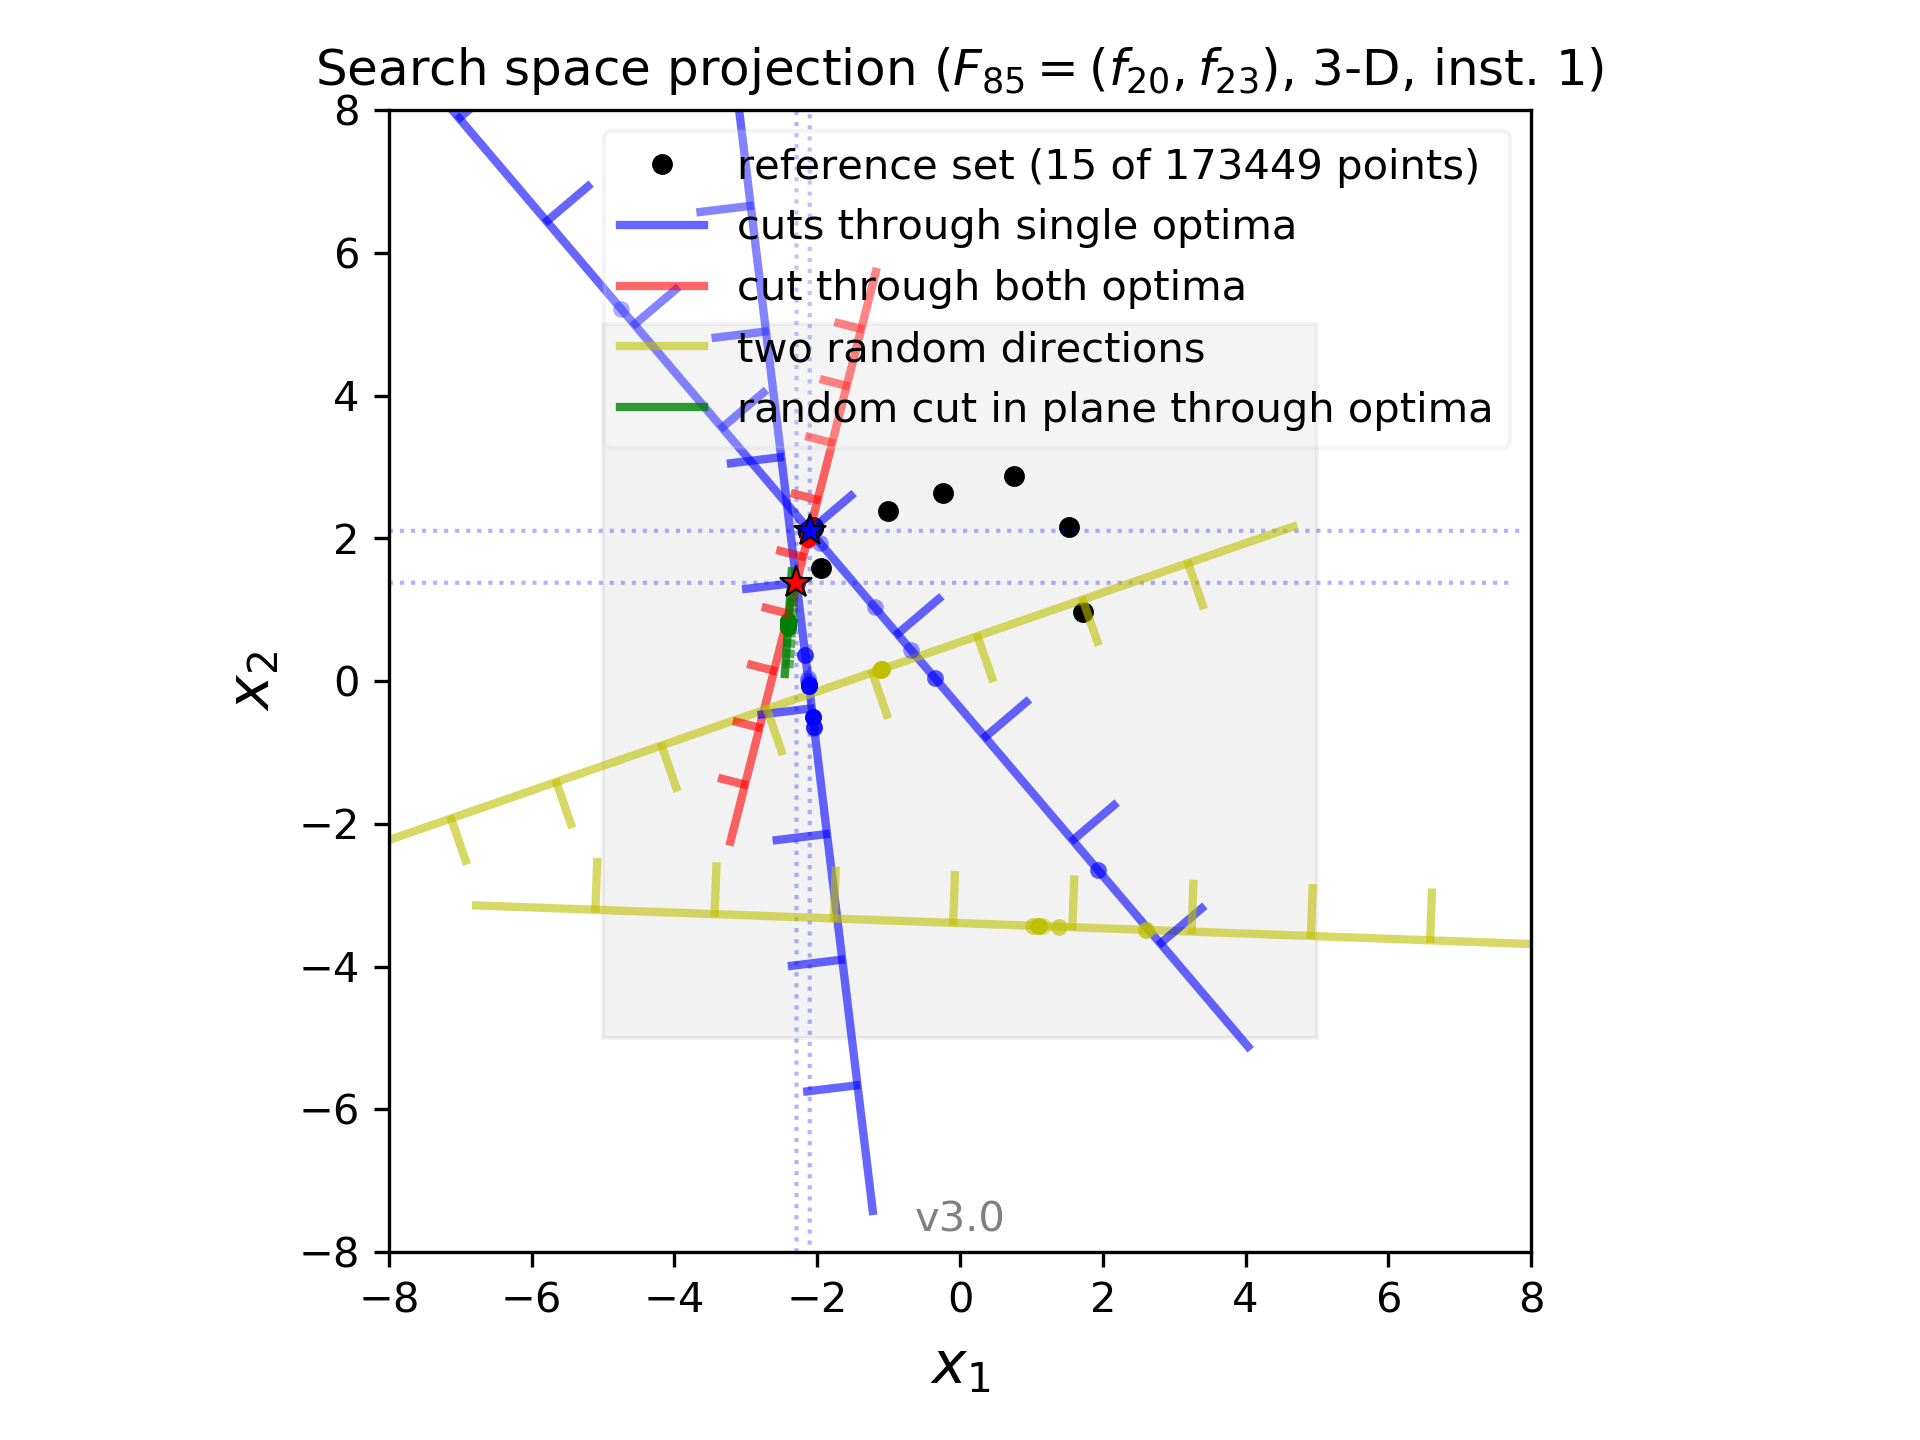 Search space projection (F₈₅ = (f₂₀, f₂₃), 3-D, inst. 1)
reference set (15 of 173449 points)
cuts through single optima
cut through both optima
two random directions
random cut in plane through optima
8
6
4
2
0
−2
−4
−6
−8
x₂
v3.0
−8 −6 −4 −2 0 2 4 6 8
x₁